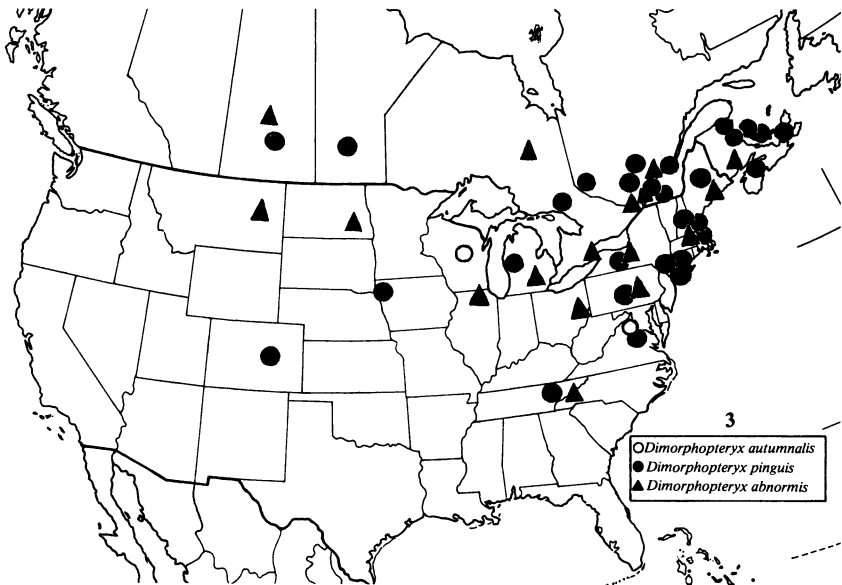 3
Dimorphopteryx autumnalis
Dimorphopteryx pinguis
Dimorphopteryx abnormis